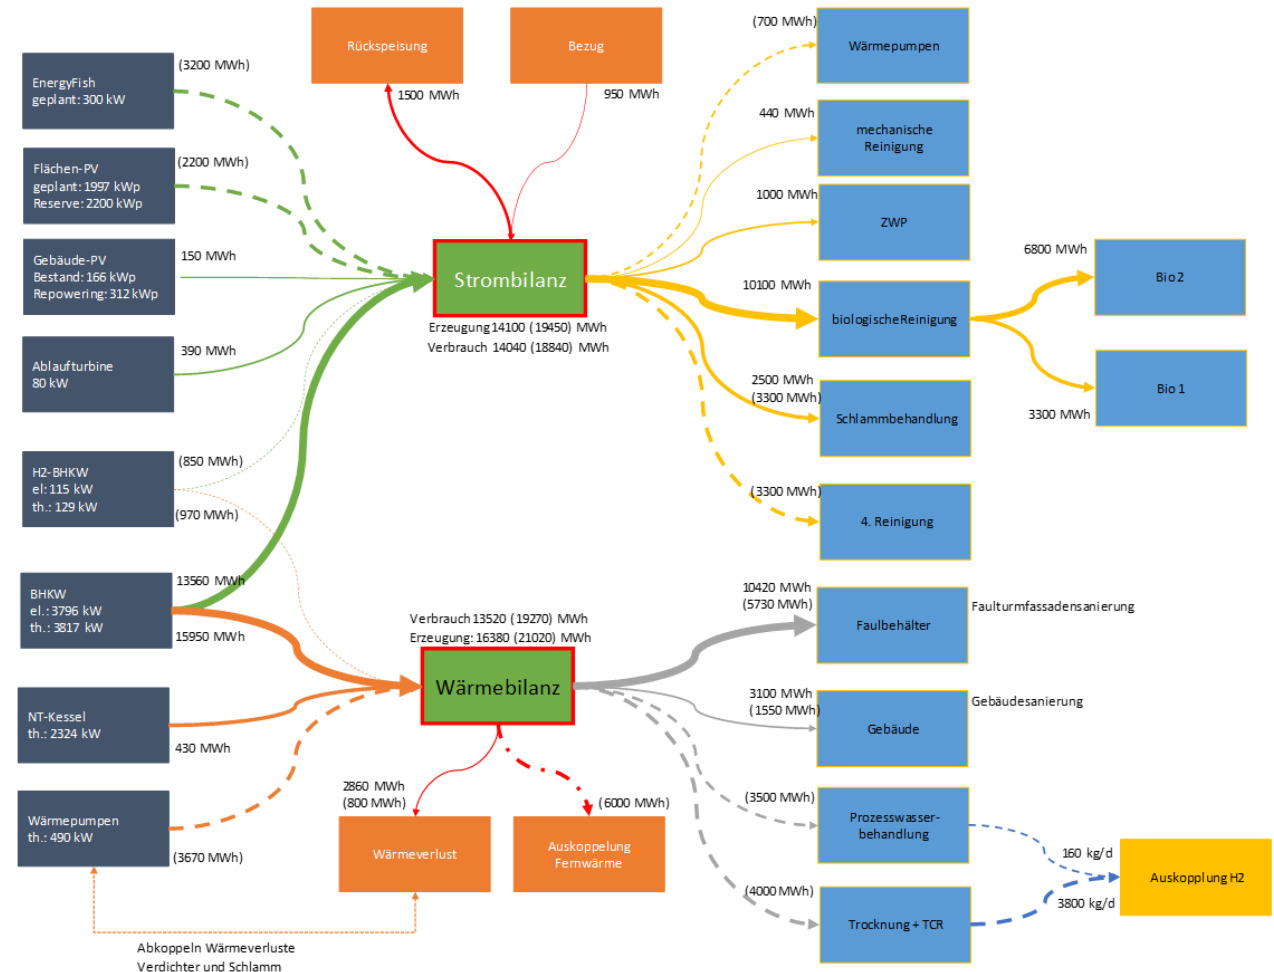 (3200 MWh)
EnergyFish
geplant: 300 kW
(2200 MWh)
Flächen-PV
geplant: 1997 kWp
Reserve: 2200 kWp
150 MWh
Gebäude-PV
Bestand: 166 kWp
Repowering: 312 kWp
390 MWh
Ablaufturbine
80 kW
(850 MWh)
H2-BHKW
el: 115 kW
th.: 129 kW
(970 MWh)
13560 MWh
BHKW
el.: 3796 kW
th.: 3817 kW
15950 MWh
NT-Kessel
th.: 2324 kW
430 MWh
Wärmepumpen
th.: 490 kW
(3670 MWh)
Abkoppeln Wärmeverluste
Verdichter und Schlamm
Rückspeisung
1500 MWh
Bezug
950 MWh
Strombilanz
Erzeugung 14100 (19450) MWh
Verbrauch 14040 (18840) MWh
Verbrauch 13520 (19270) MWh
Erzeugung: 16380 (21020) MWh
Wärmebilanz
2860 MWh
(800 MWh)
Wärmeverlust
(6000 MWh)
Auskoppelung
Fernwärme
(700 MWh)
Wärmepumpen
440 MWh
mechanische
Reinigung
1000 MWh
ZWP
10100 MWh
biologische Reinigung
6800 MWh
Bio 2
3300 MWh
Bio 1
2500 MWh
(3300 MWh)
Schlammbehandlung
(3300 MWh)
4. Reinigung
10420 MWh
(5730 MWh)
Faulbehälter
Faulturmfassadensanierung
3100 MWh
(1550 MWh)
Gebäude
Gebäudesanierung
(3500 MWh)
Prozesswasser-
behandlung
(4000 MWh)
Trocknung + TCR
160 kg/d
3800 kg/d
Auskopplung H2